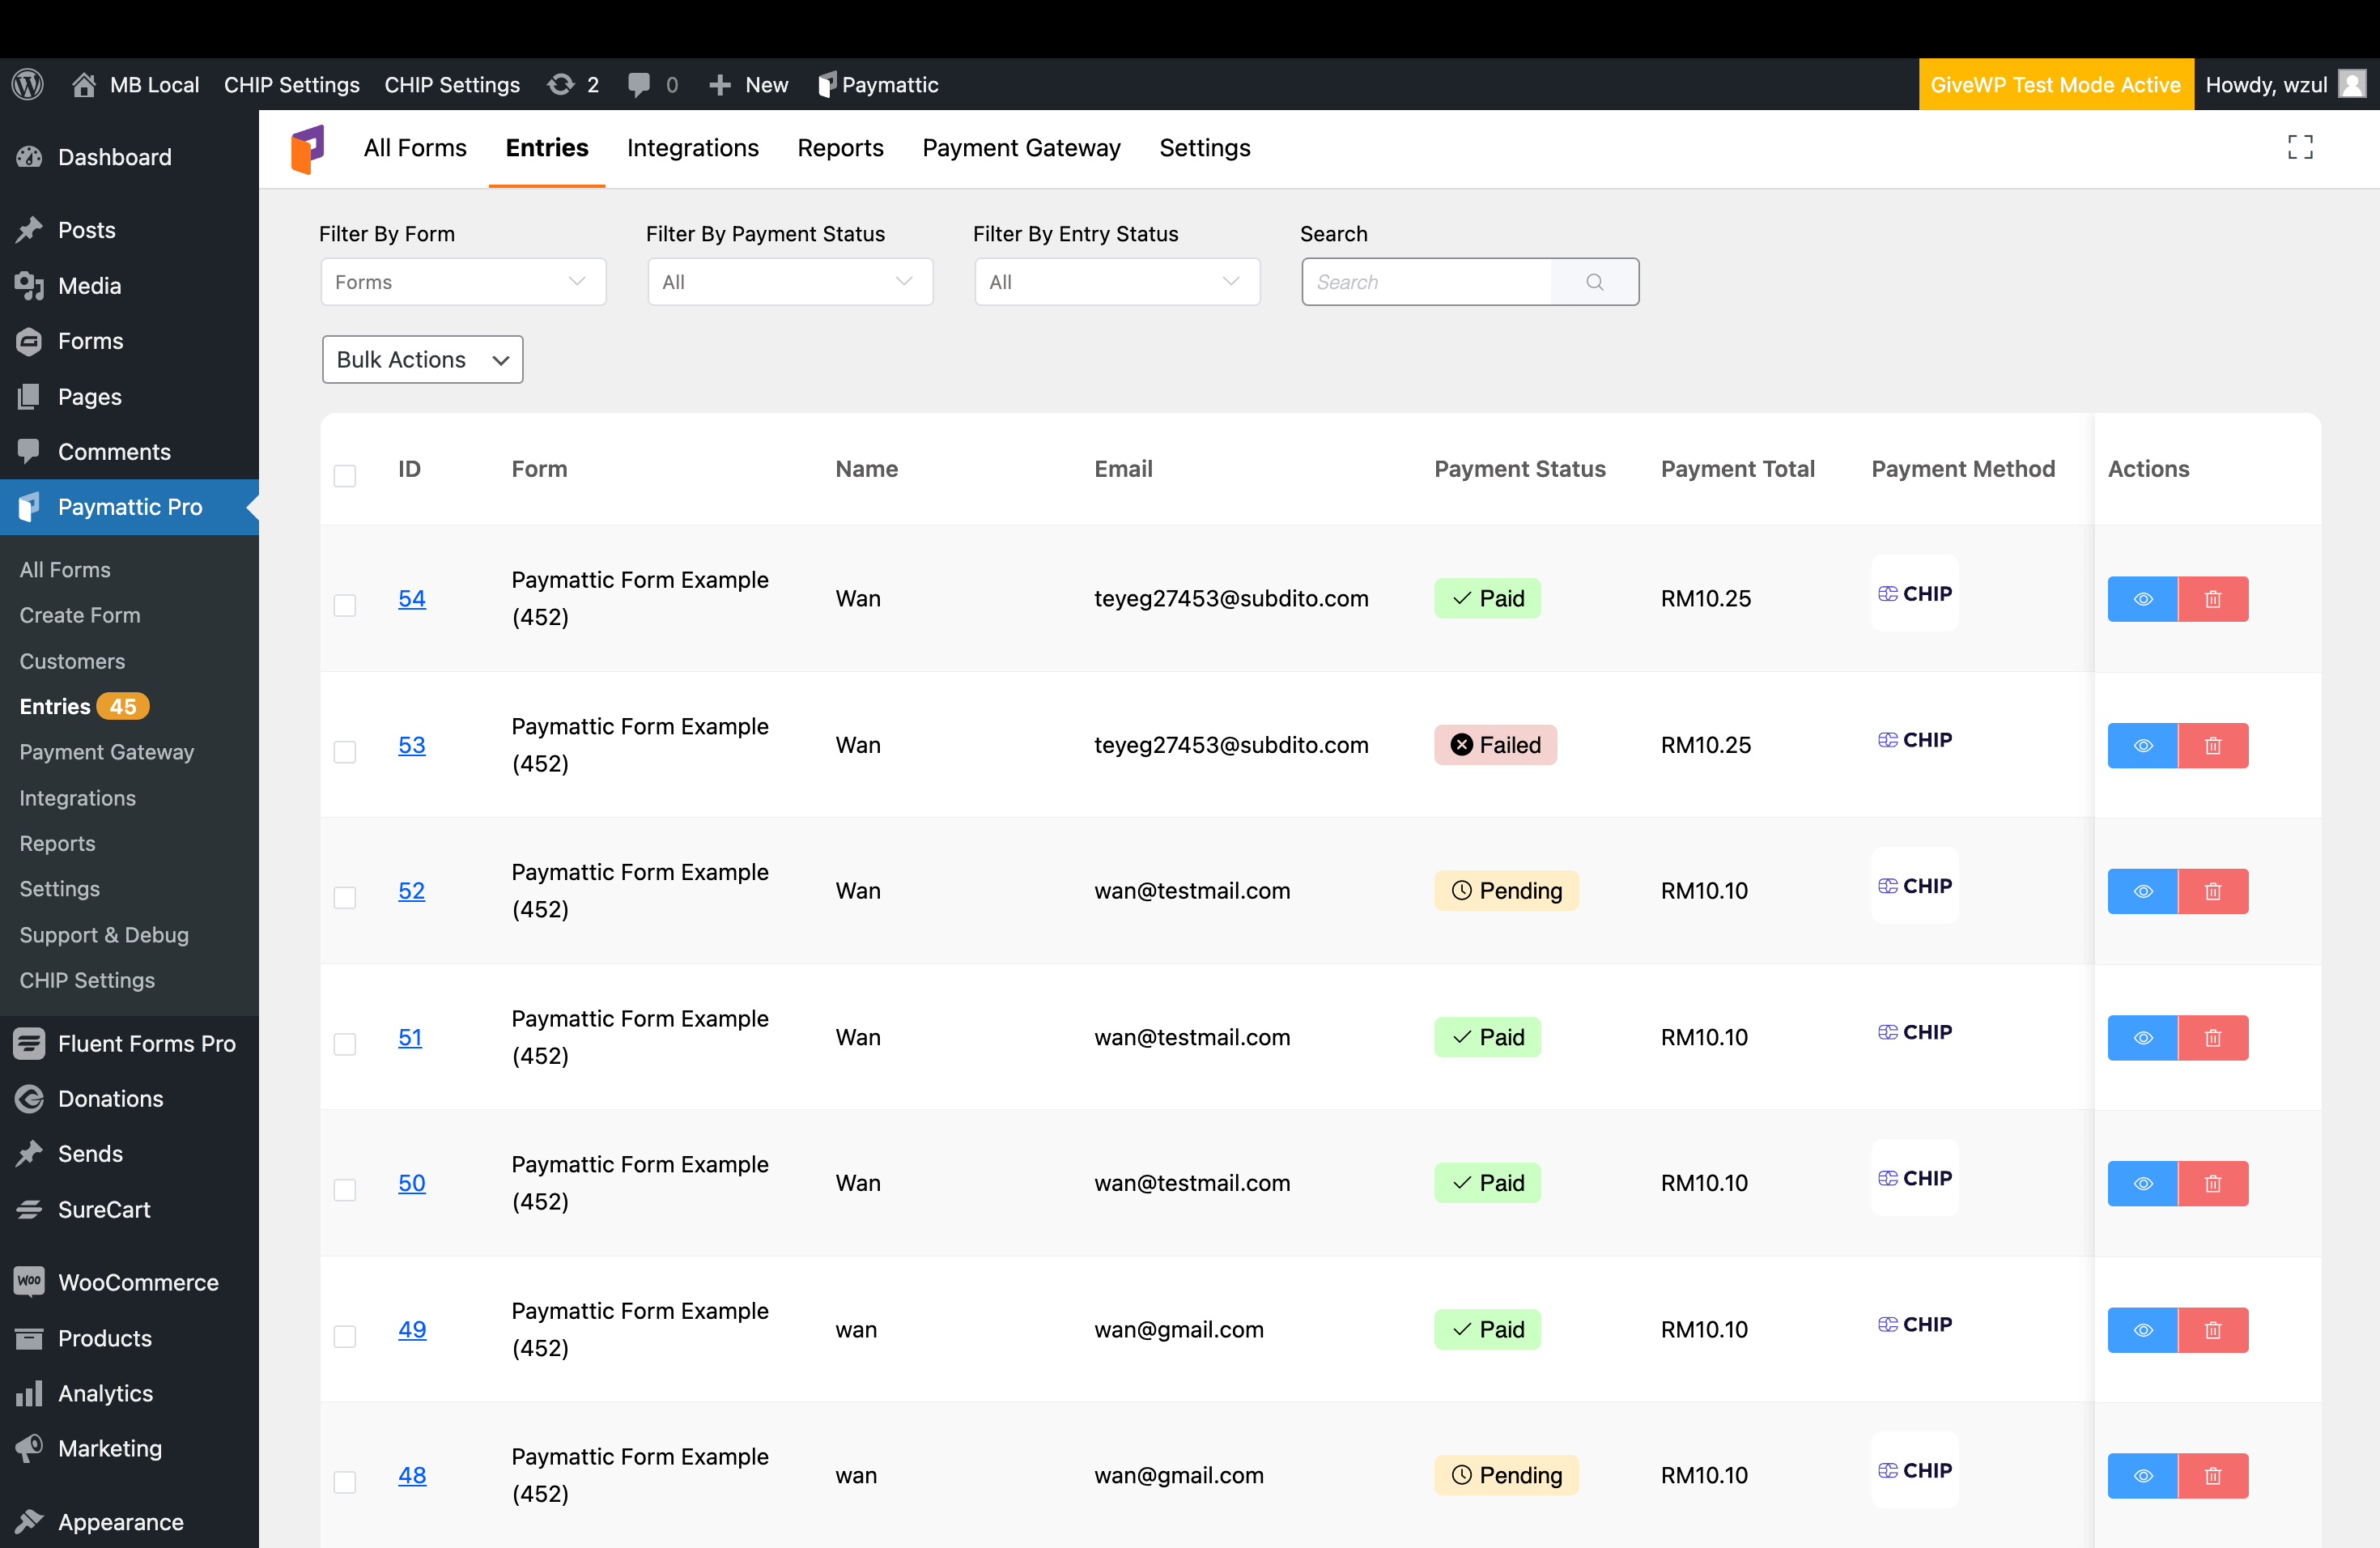 MB Local CHIP Settings CHIP Settings 2 0 New Paymattic GiveWP Test Mode Active Howdy, wzul
Dashboard
Posts
Media
Forms
Pages
Comments
Paymattic Pro
All Forms
Create Form
Customers
Entries 45
Payment Gateway
Integrations
Reports
Settings
Support & Debug
CHIP Settings
Fluent Forms Pro
Donations
Sends
SureCart
Woo WooCommerce
Products
Analytics
Marketing
Appearance
All Forms Entries Integrations Reports Payment Gateway Settings
Filter By Form Filter By Payment Status Filter By Entry Status Search
Forms All All Search
Bulk Actions
ID Form Name Email Payment Status Payment Total Payment Method Actions
54 Paymattic Form Example Wan teyeg27453@subdito.com Paid RM10.25 CHIP
(452)
53 Paymattic Form Example Wan teyeg27453@subdito.com Failed RM10.25 CHIP
(452)
52 Paymattic Form Example Wan wan@testmail.com Pending RM10.10 CHIP
(452)
51 Paymattic Form Example Wan wan@testmail.com Paid RM10.10 CHIP
(452)
50 Paymattic Form Example Wan wan@testmail.com Paid RM10.10 CHIP
(452)
49 Paymattic Form Example wan wan@gmail.com Paid RM10.10 CHIP
(452)
48 Paymattic Form Example wan wan@gmail.com Pending RM10.10 CHIP
(452)